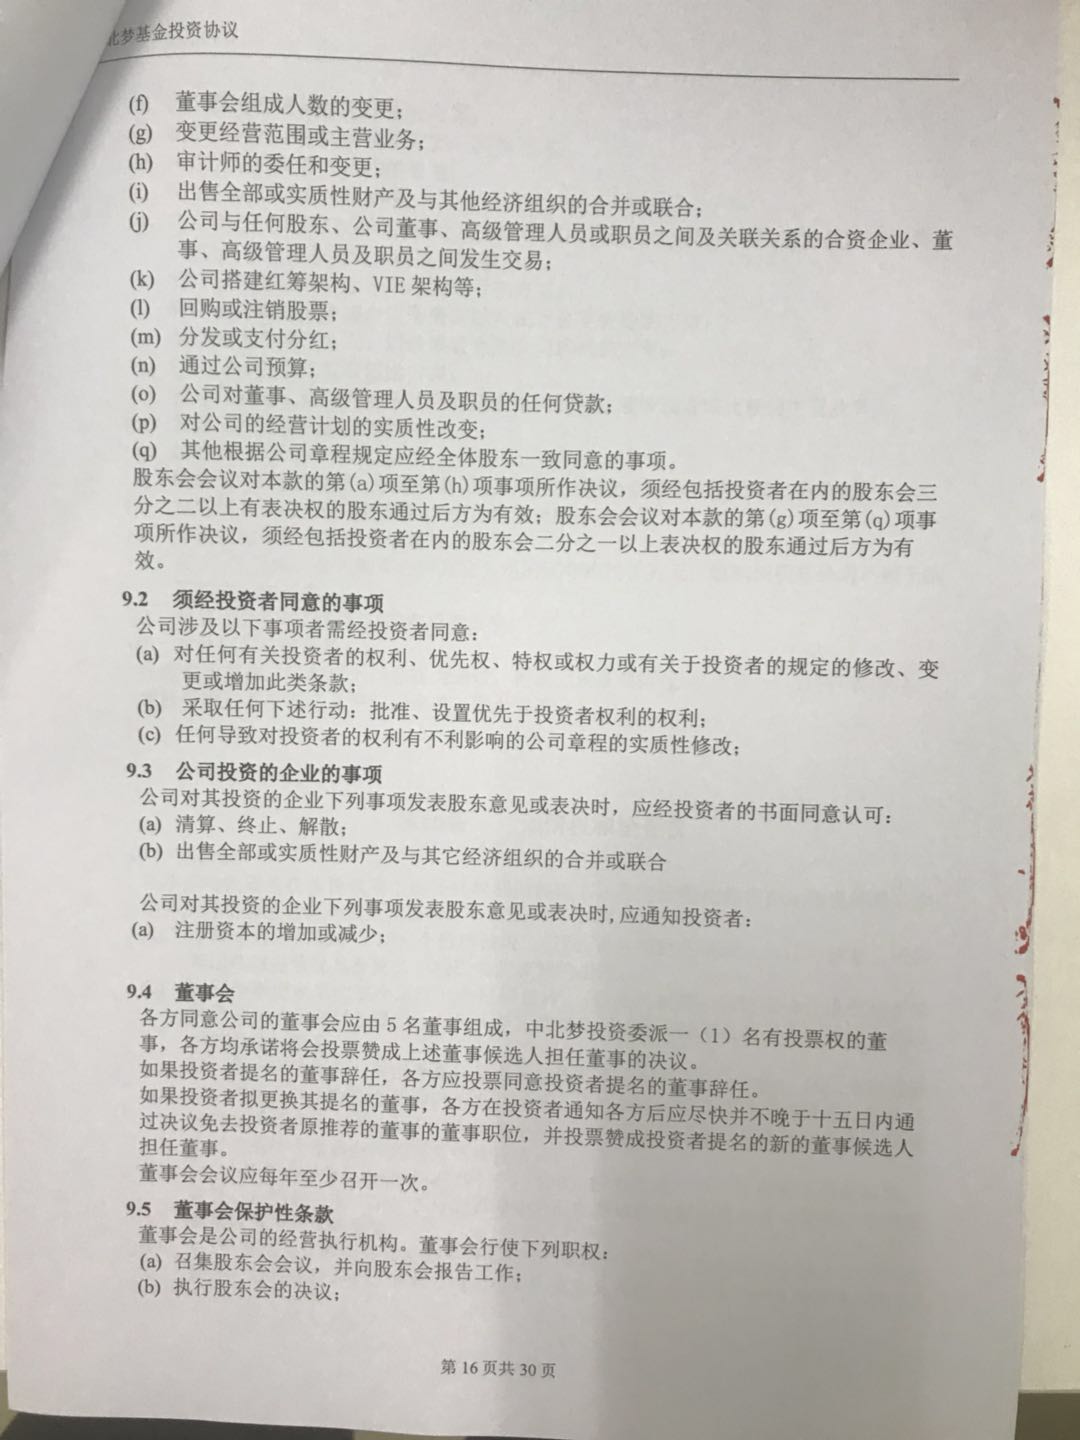 北梦基金投资协议
(f) 董事会组成人数的变更；
(g) 变更经营范围或主营业务；
(h) 审计师的委任和变更；
(i) 出售全部或实质性财产及与其他经济组织的合并或联合；
(j) 公司与任何股东、公司董事、高级管理人员或职员之间及关联关系的合资企业、董
事、高级管理人员及职员之间发生交易；
(k) 公司搭建红筹架构、VIE 架构等；
(l) 回购或注销股票；
(m) 分发或支付分红；
(n) 通过公司预算；
(o) 公司对董事、高级管理人员及职员的任何贷款；
(p) 对公司的经营计划的实质性改变；
(q) 其他根据公司章程规定应经全体股东一致同意的事项。
股东会会议对本款的第(a)项至第(h)项事项所作决议，须经包括投资者在内的股东会三
分之二以上有表决权的股东通过后方为有效；股东会会议对本款的第(g)项至第(q)项事
项所作决议，须经包括投资者在内的股东会二分之一以上表决权的股东通过后方为有
效。
9.2 须经投资者同意的事项
公司涉及以下事项者需经投资者同意：
(a) 对任何有关投资者的权利、优先权、特权或权力或有关于投资者的规定的修改、变
更或增加此类条款；
(b) 采取任何下述行动：批准、设置优先于投资者权利的权利；
(c) 任何导致对投资者的权利有不利影响的公司章程的实质性修改；
9.3 公司投资的企业的事项
公司对其投资的企业下列事项发表股东意见或表决时，应经投资者的书面同意认可：
(a) 清算、终止、解散；
(b) 出售全部或实质性财产及与其它经济组织的合并或联合
公司对其投资的企业下列事项发表股东意见或表决时,应通知投资者：
(a) 注册资本的增加或减少；
9.4 董事会
各方同意公司的董事会应由 5 名董事组成，中北梦投资委派一（1）名有投票权的董
事，各方均承诺将会投票赞成上述董事候选人担任董事的决议。
如果投资者提名的董事辞任，各方应投票同意投资者提名的董事辞任。
如果投资者拟更换其提名的董事，各方在投资者通知各方后应尽快并不晚于十五日内通
过决议免去投资者原推荐的董事的董事职位，并投票赞成投资者提名的新的董事候选人
担任董事。
董事会会议应每年至少召开一次。
9.5 董事会保护性条款
董事会是公司的经营执行机构。董事会行使下列职权：
(a) 召集股东会会议，并向股东会报告工作；
(b) 执行股东会的决议；
第 16 页共 30 页